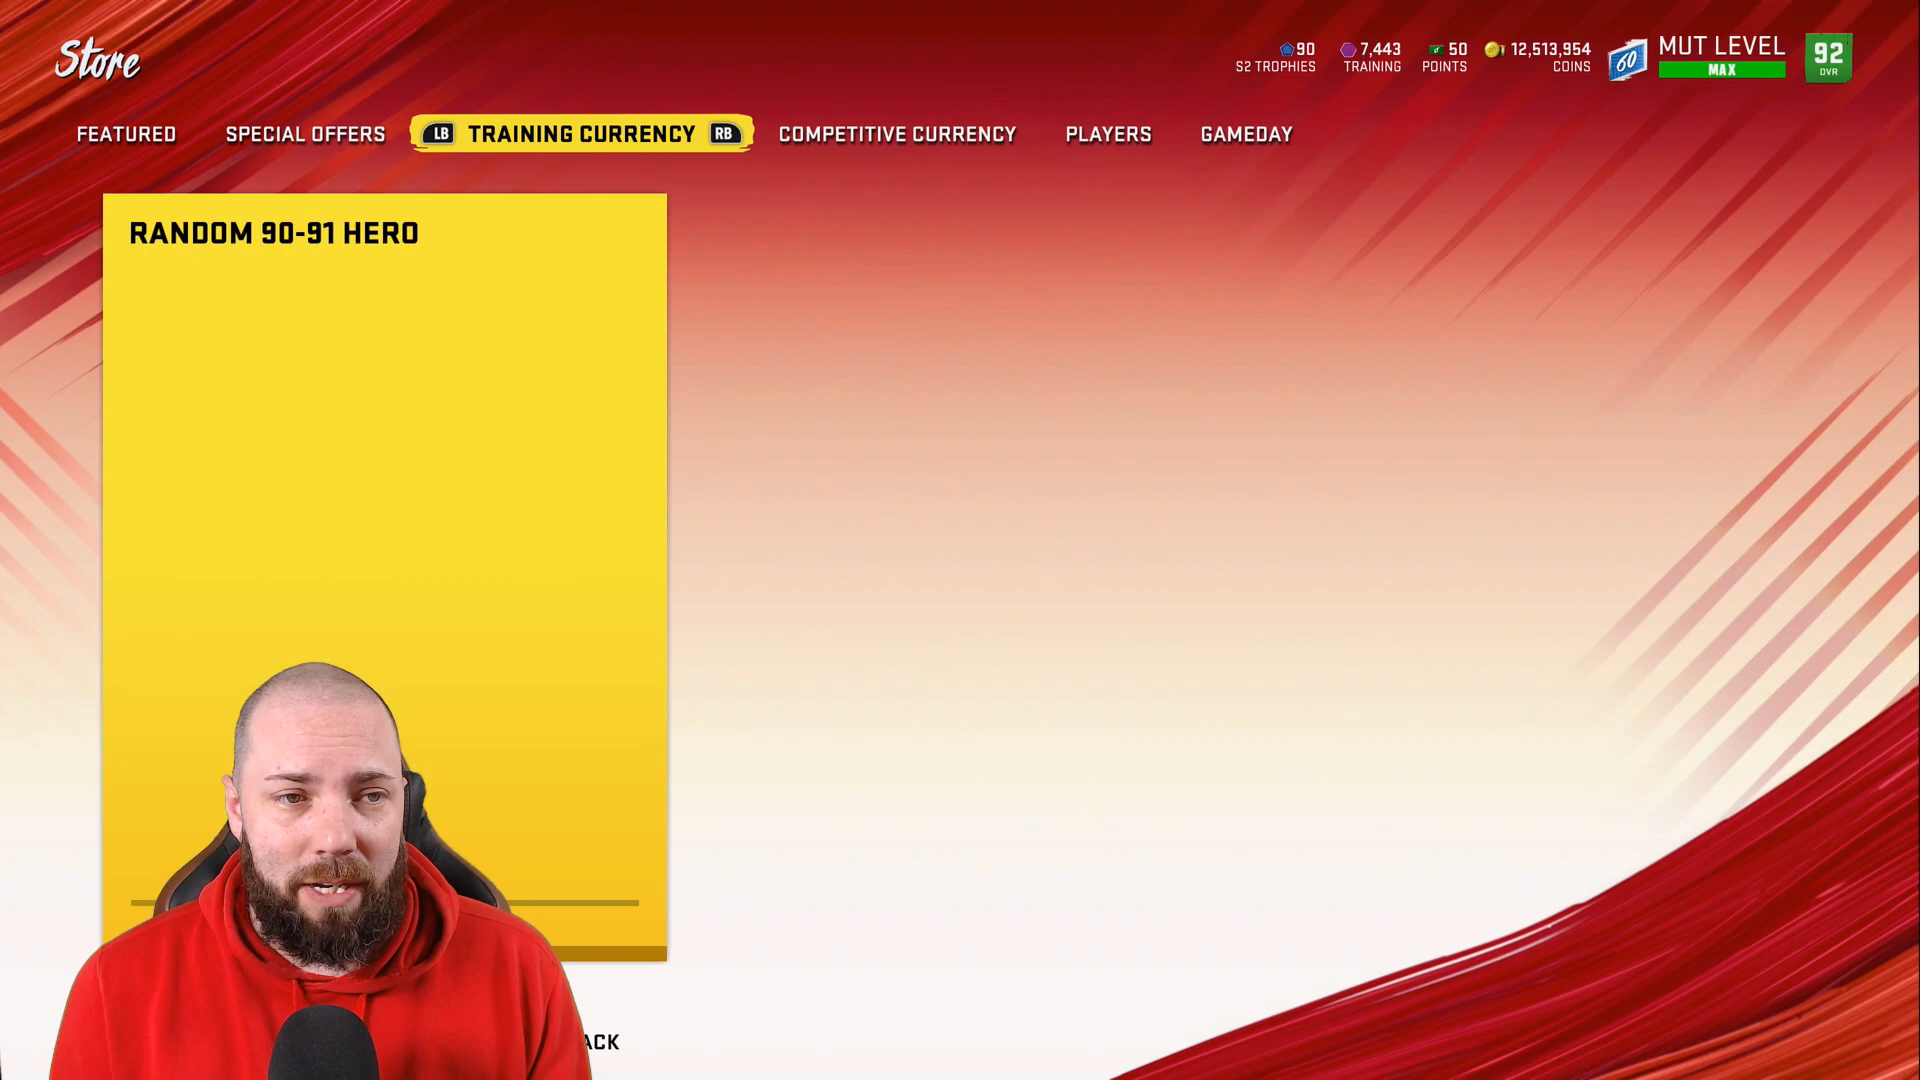 Store
90
S2 TROPHIES
7,443
TRAINING
50
POINTS
12,513,954
COINS
60
MUT LEVEL
MAX
92
OVR
FEATURED
SPECIAL OFFERS
LB TRAINING CURRENCY RB
COMPETITIVE CURRENCY
PLAYERS
GAMEDAY
RANDOM 90-91 HERO
ACK